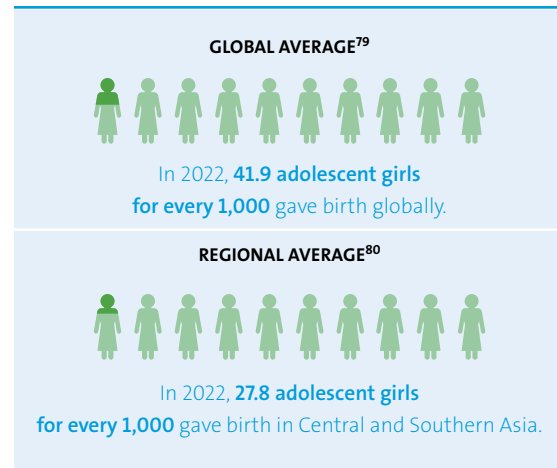 GLOBAL AVERAGE79
In 2022, 41.9 adolescent girls
for every 1,000 gave birth globally.
REGIONAL AVERAGE80
In 2022, 27.8 adolescent girls
for every 1,000 gave birth in Central and Southern Asia.